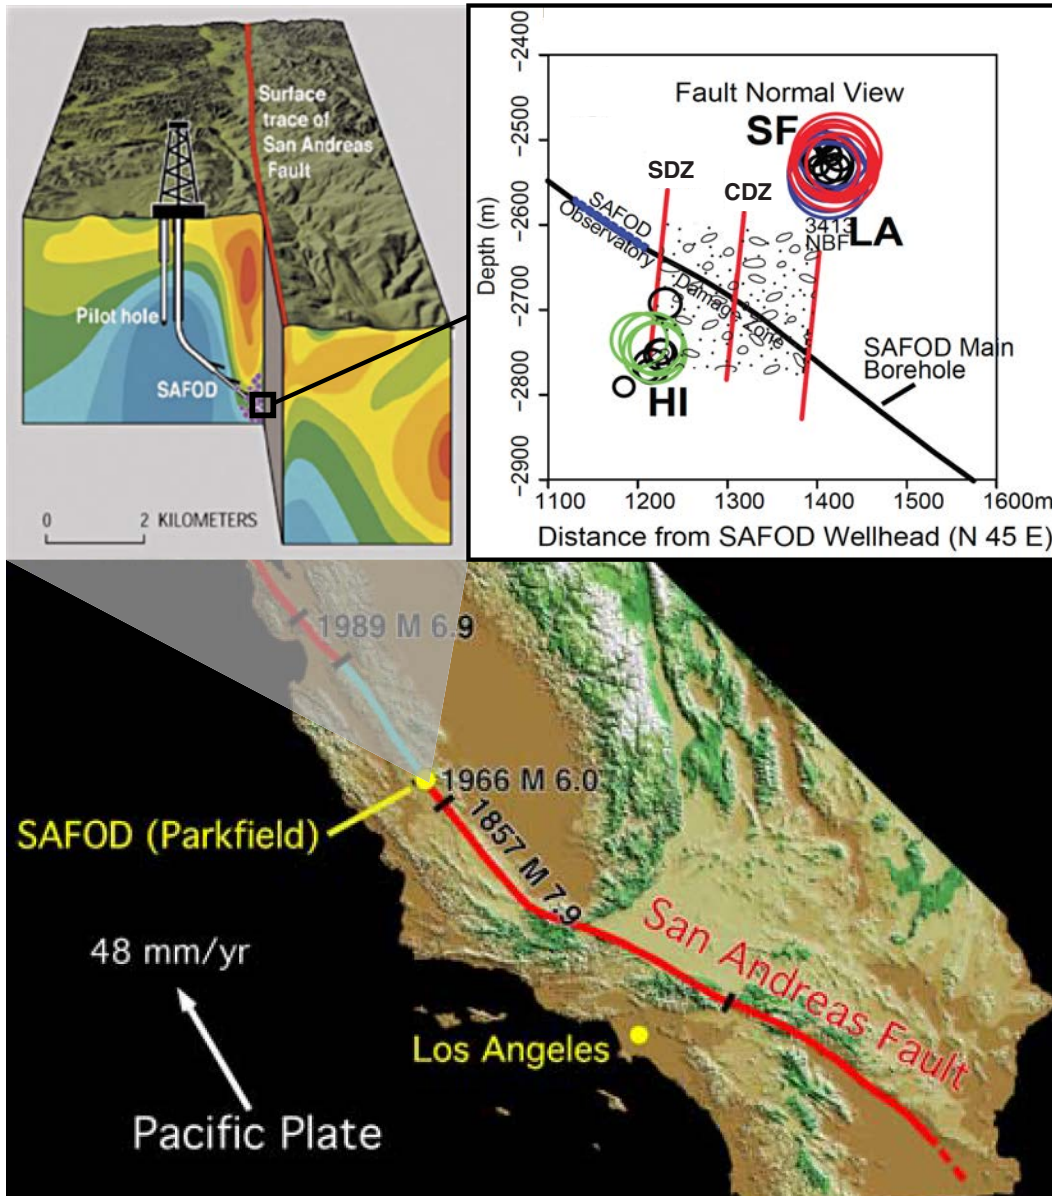 Surface
trace of
San Andreas
Fault
Pilot hole
SAFOD
0 2 KILOMETERS
Fault Normal View
SF
SDZ
CDZ
LA
3413
NBF
SAFOD
Observatory
Damage Zone
HI
SAFOD Main
Borehole
Depth (m)
-2400
-2500
-2600
-2700
-2800
-2900
1100 1200 1300 1400 1500 1600m
Distance from SAFOD Wellhead (N 45 E)
1989 M 6.9
1966 M 6.0
SAFOD (Parkfield)
1857 M 7.9
San Andreas Fault
48 mm/yr
Los Angeles
Pacific Plate